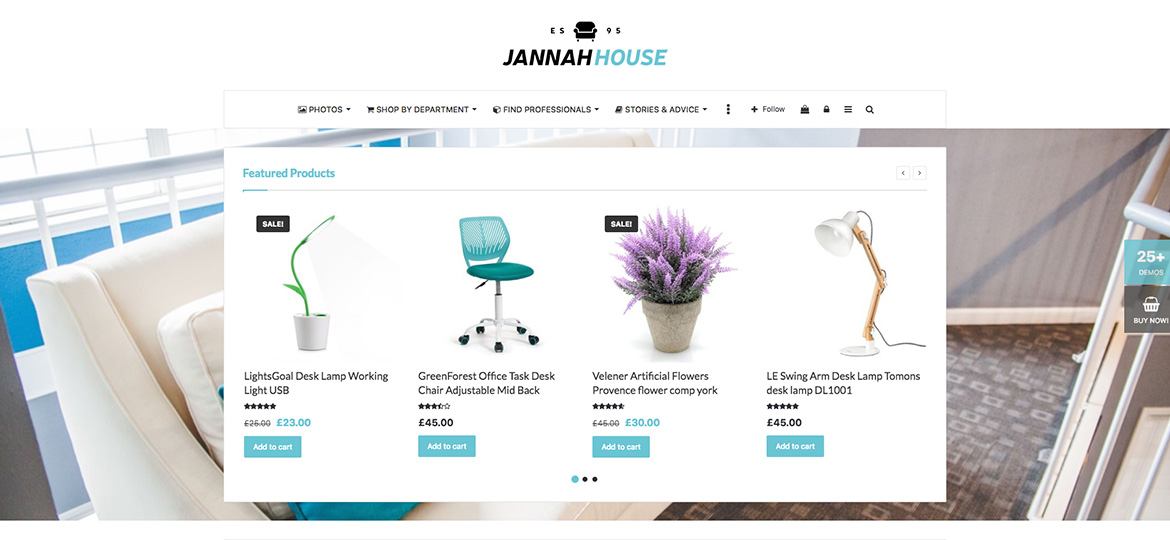 ES 95
JANNAH HOUSE
PHOTOS SHOP BY DEPARTMENT FIND PROFESSIONALS STORIES & ADVICE Follow
Featured Products
SALE!
SALE!
25+
DEMOS
BUY NOW!
LightsGoal Desk Lamp Working
Light USB
£25.00 £23.00
Add to cart
GreenForest Office Task Desk
Chair Adjustable Mid Back
£45.00
Add to cart
Velener Artificial Flowers
Provence flower comp york
£45.00 £30.00
Add to cart
LE Swing Arm Desk Lamp Tomons
desk lamp DL1001
£45.00
Add to cart